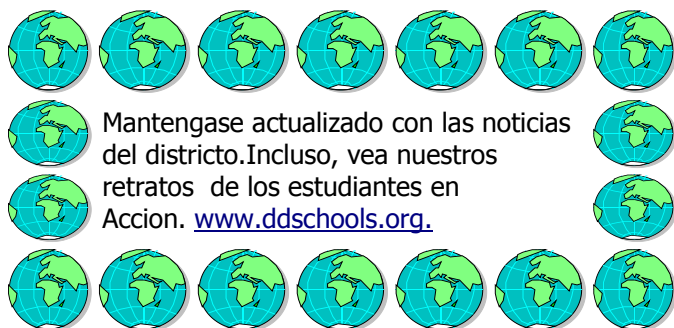 Mantengase actualizado con las noticias
del districto.Incluso, vea nuestros
retratos  de los estudiantes en
Accion. www.ddschools.org.